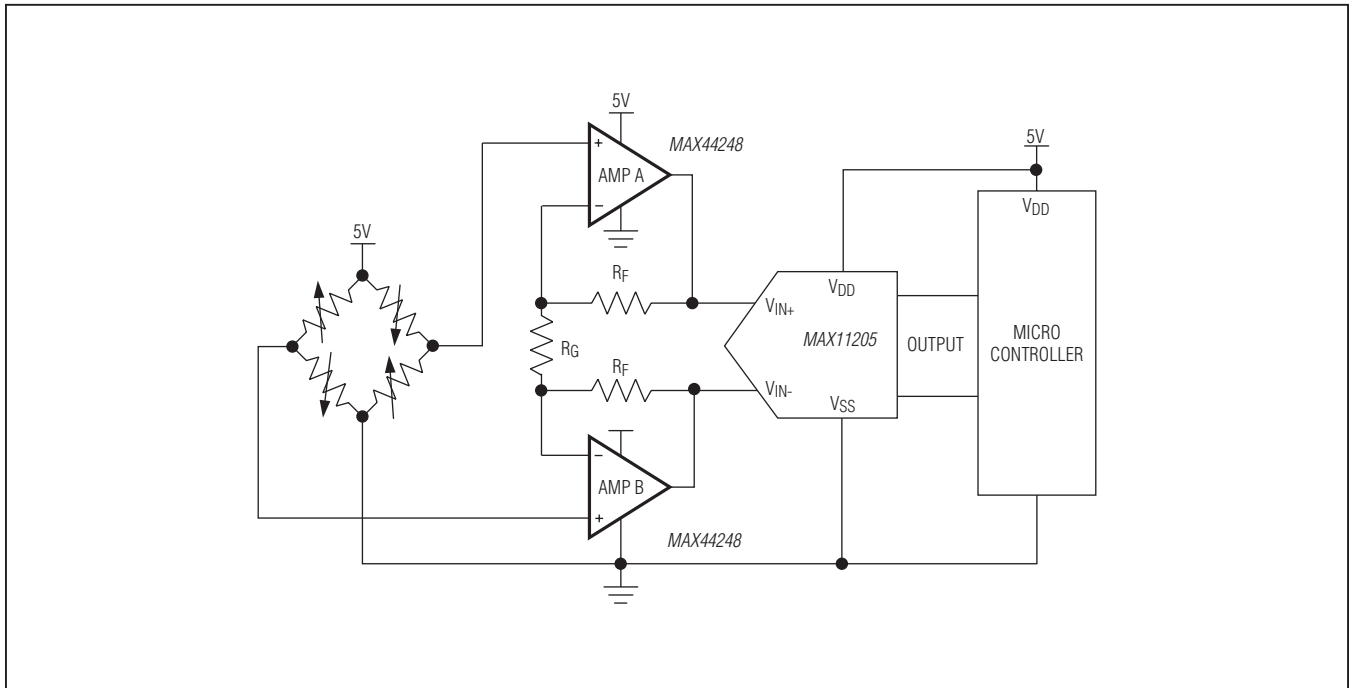 5V
+
MAX44248
AMP A
−
5V
5V
VDD
RF
VIN+
VDD
MAX11205
OUTPUT
MICRO
CONTROLLER
RG
RF
VIN-
VSS
−
AMP B
+
MAX44248